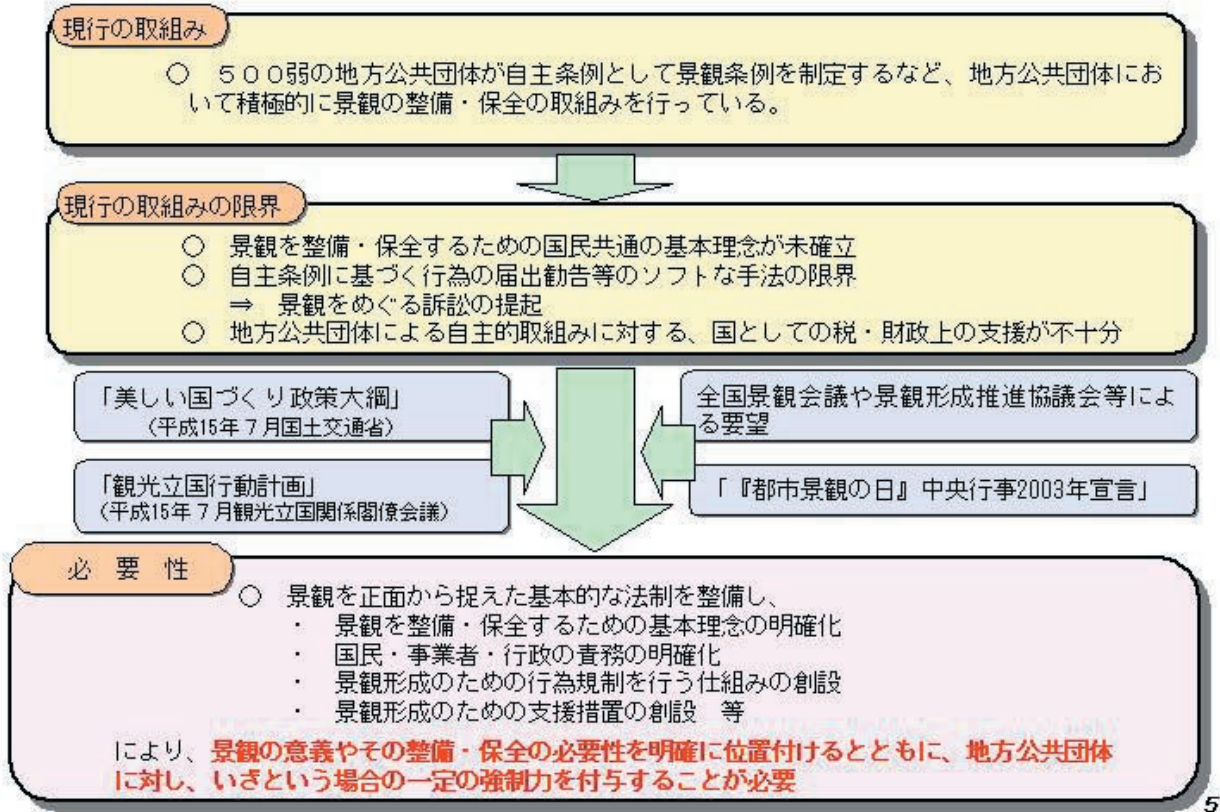 現行の取組み
○ ５００弱の地方公共団体が自主条例として景観条例を制定するなど、地方公共団体にお
いて積極的に景観の整備・保全の取組みを行っている。
現行の取組みの限界
○ 景観を整備・保全するための国民共通の基本理念が未確立
○ 自主条例に基づく行為の届出勧告等のソフトな手法の限界
⇒ 景観をめぐる訴訟の提起
○ 地方公共団体による自主的取組みに対する、国としての税・財政上の支援が不十分
「美しい国づくり政策大綱」
（平成15年７月国土交通省）
「観光立国行動計画」
（平成15年７月観光立国関係閣僚会議）
全国景観会議や景観形成推進協議会等によ
る要望
「『都市景観の日』中央行事2003年宣言」
必 要 性
○ 景観を正面から捉えた基本的な法制を整備し、
・ 景観を整備・保全するための基本理念の明確化
・ 国民・事業者・行政の責務の明確化
・ 景観形成のための行為規制を行う仕組みの創設
・ 景観形成のための支援措置の創設 等
により、景観の意義やその整備・保全の必要性を明確に位置付けるとともに、地方公共団体
に対し、いざという場合の一定の強制力を付与することが必要
5